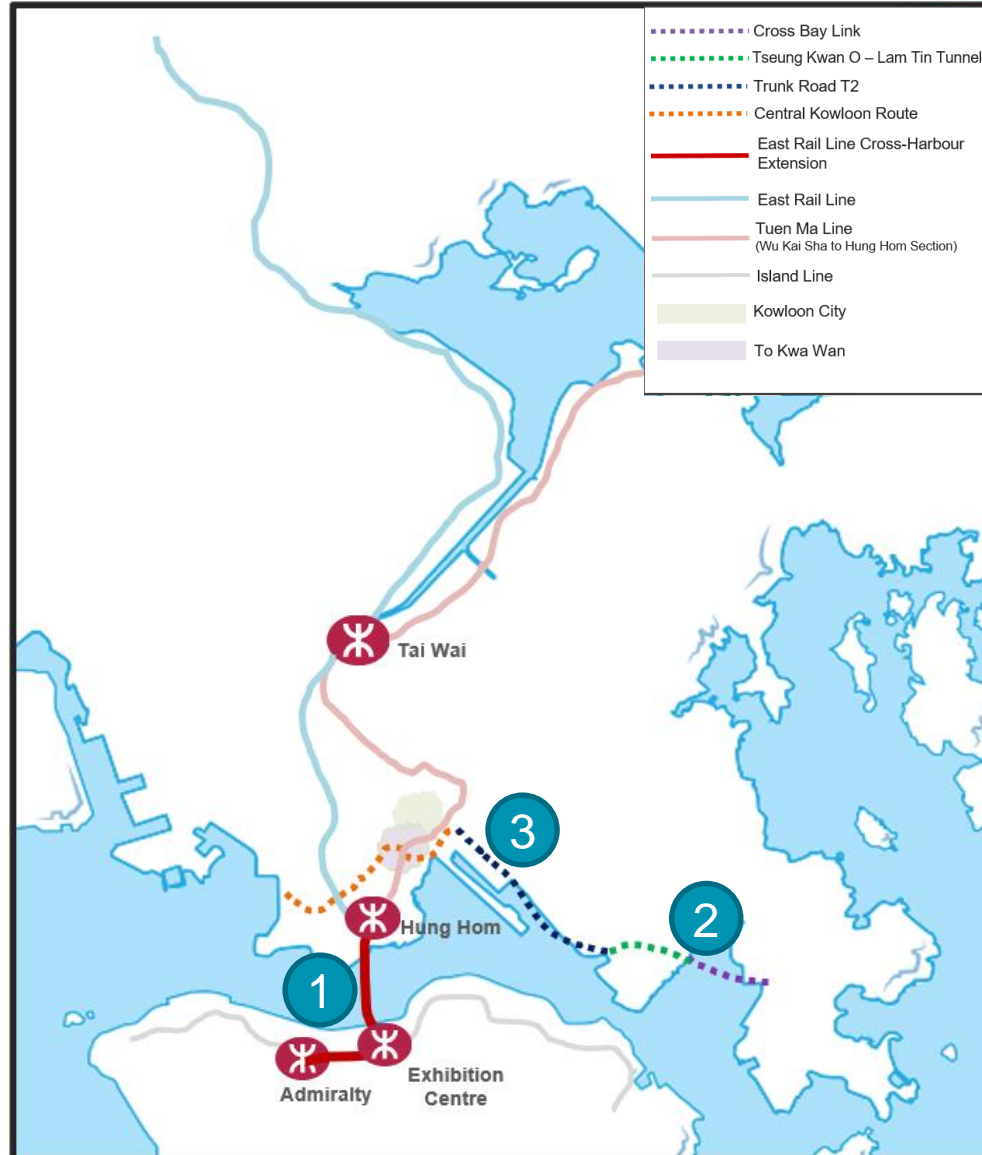 Cross Bay Link
Tseung Kwan O – Lam Tin Tunnel
Trunk Road T2
Central Kowloon Route
East Rail Line Cross-Harbour
Extension
East Rail Line
Tuen Ma Line
(Wu Kai Sha to Hung Hom Section)
Island Line
Kowloon City
To Kwa Wan
Tai Wai
3
2
Hung Hom
1
Exhibition
Centre
Admiralty